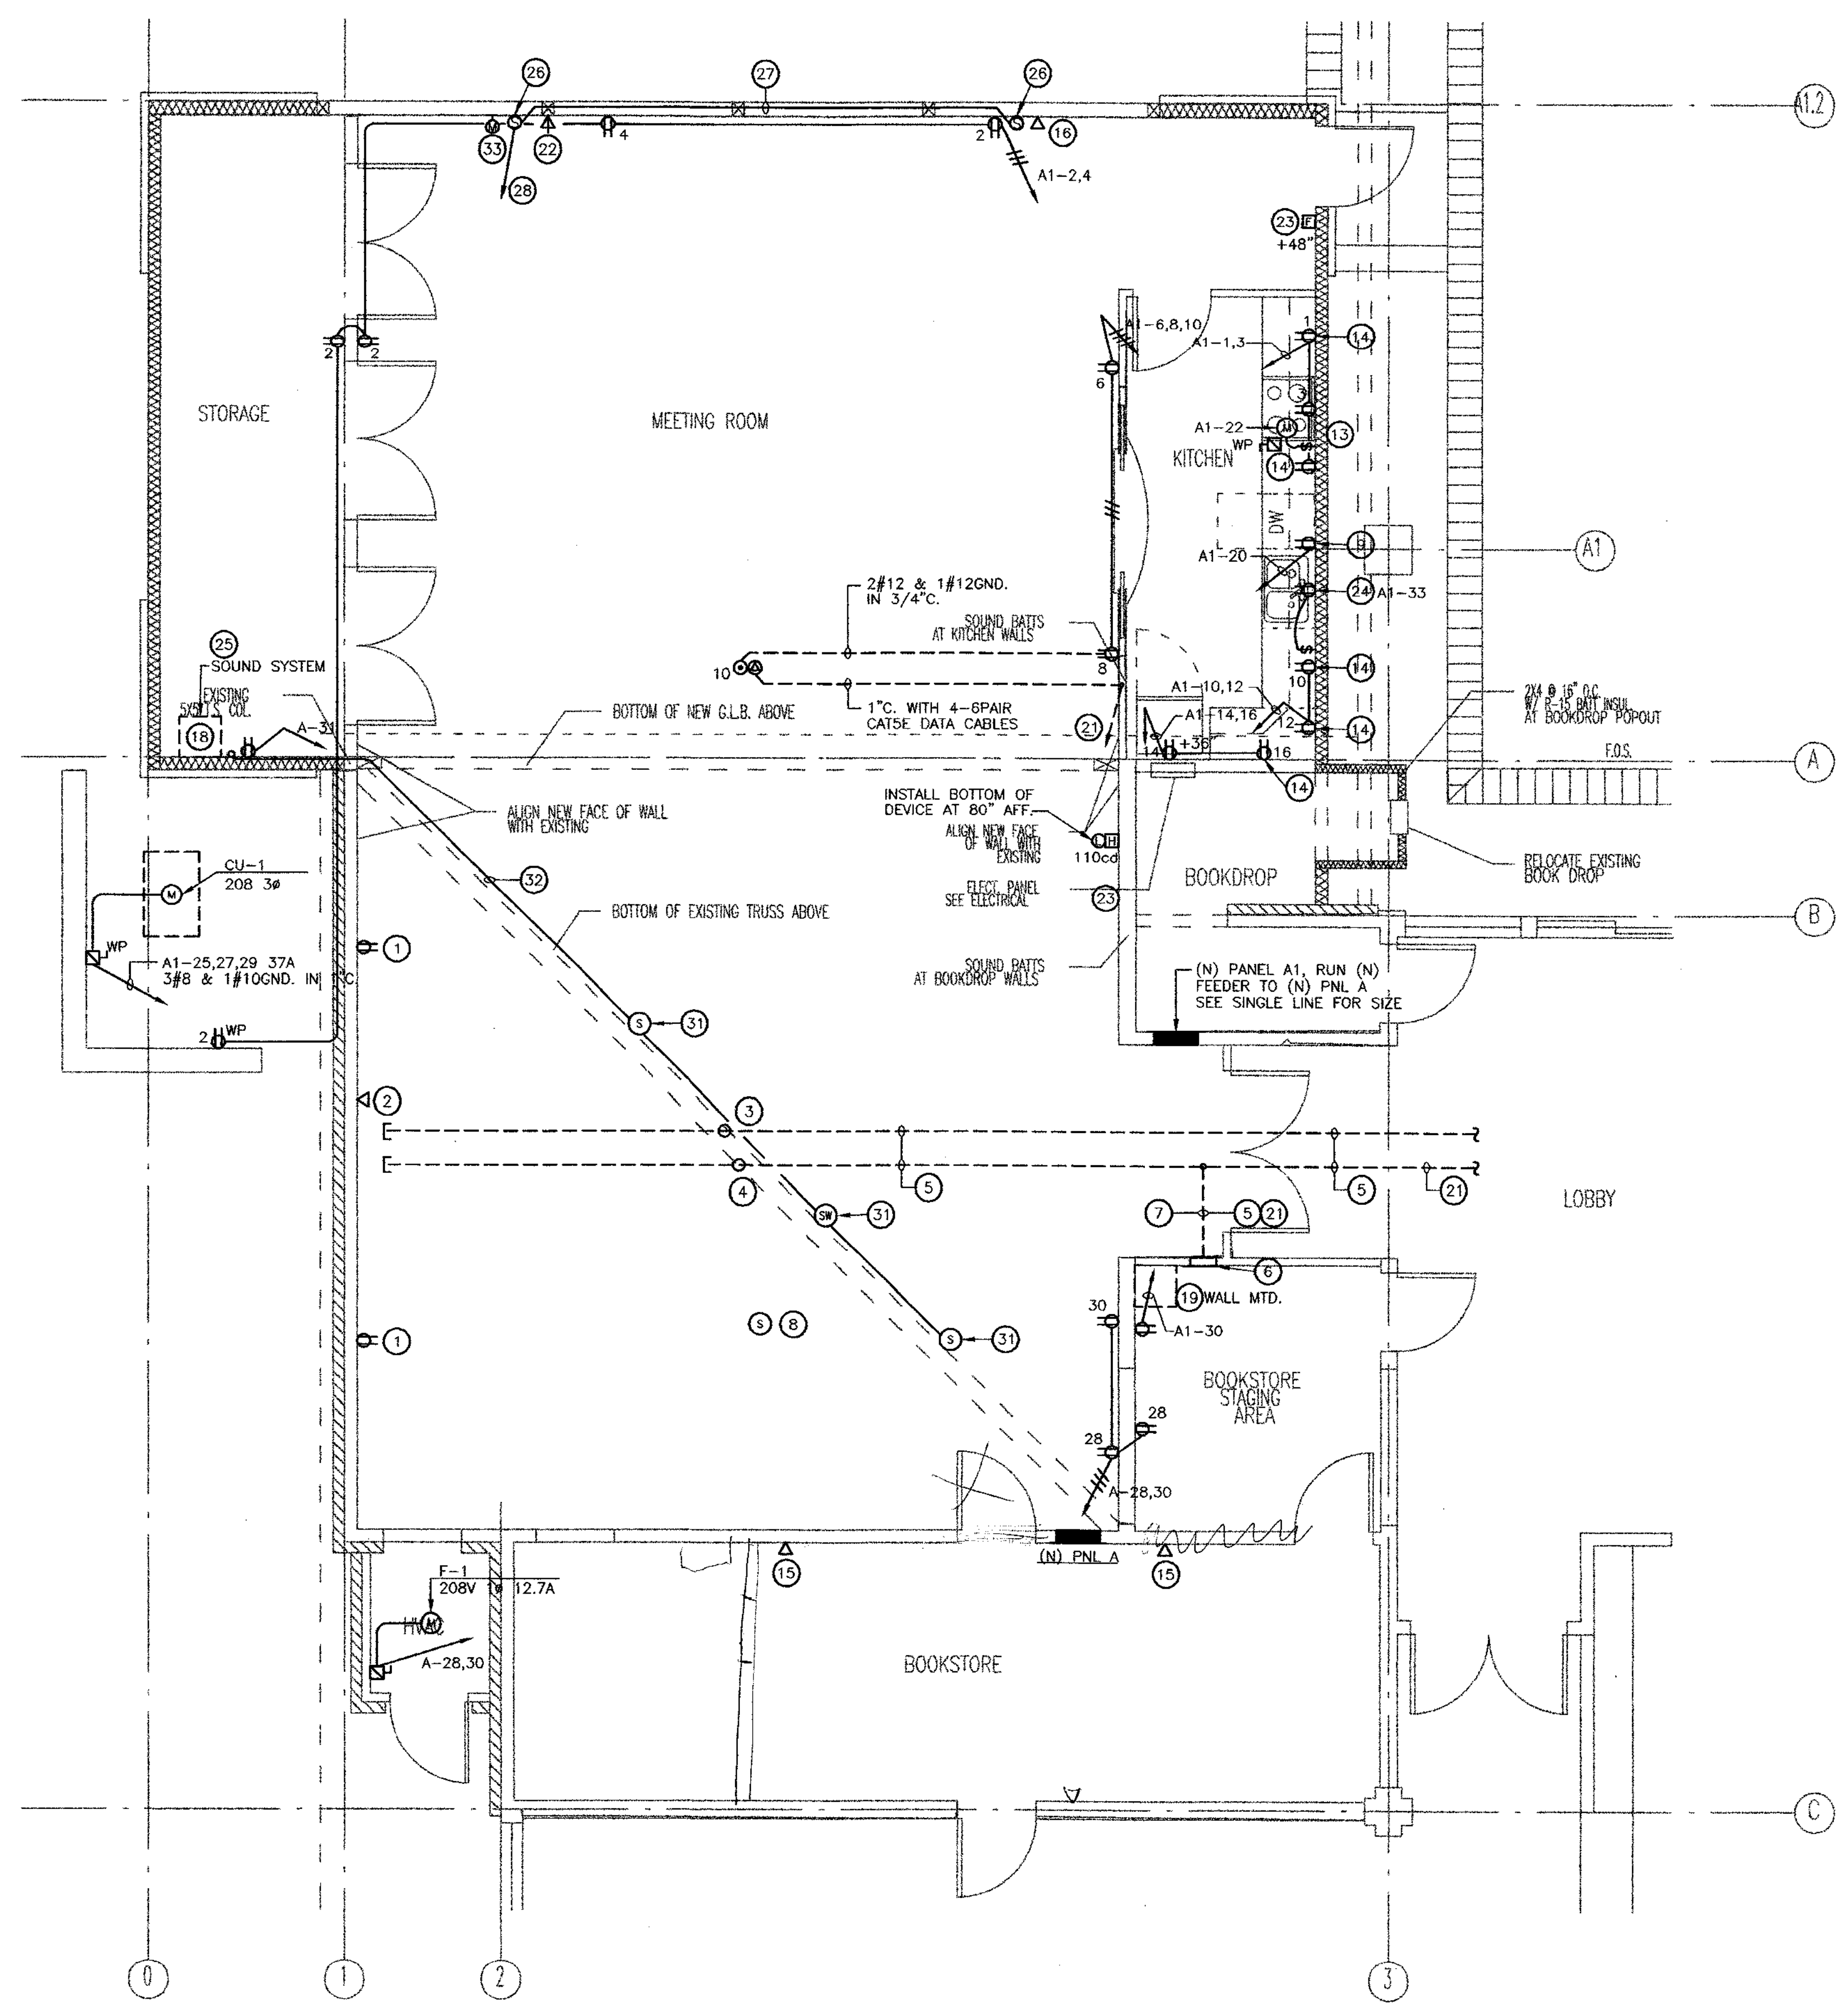 26
27
26
A1.2
33
22
4
2
16
28
A1-2,4
23
F
+48"
A1-6,8,10
1
A1-1,3
14
2
2
6
3
STORAGE
MEETING ROOM
A1-22
M
13
WP
KITCHEN
14
DW
9
A1
A1-20
2#12 & 1#12GND.
IN 3/4"C.
24
A1-33
SOUND BATTS
AT KITCHEN WALLS
25
SOUND SYSTEM
10
8
14
10
EXISTING
5X5 T.S. COL.
A1-10,12
2X4 @ 16" O.C.
W/ R-15 BATT INSUL.
AT BOOKDROP POPOUT
1"C. WITH 4-6PAIR
CAT5E DATA CABLES
BOTTOM OF NEW G.L.B. ABOVE
A1-14,16
A-31
18
21
12
14
+36"
14
16
F.O.S.
A
14
INSTALL BOTTOM OF
DEVICE AT 80" AFF.
ALIGN NEW FACE OF WALL
WITH EXISTING
ALIGN NEW FACE
OF WALL WITH
EXISTING
H
110cd
CU-1
208 3ø
M
32
RELOCATE EXISTING
BOOK DROP
BOOKDROP
ELECT. PANEL
SEE ELECTRICAL
23
BOTTOM OF EXISTING TRUSS ABOVE
B
WP
1
A1-25,27,29 37A
3#8 & 1#10GND. IN 1"C.
SOUND BATTS
AT BOOKDROP WALLS
(N) PANEL A1, RUN (N)
FEEDER TO (N) PNL A
SEE SINGLE LINE FOR SIZE
S
31
2
WP
2
3
4
5
5
21
LOBBY
7
5
21
SW
31
6
19
WALL MTD.
30
S
8
S
31
A1-30
1
BOOKSTORE
STAGING
AREA
28
28
A-28,30
(N) PNL A
15
15
F-1
208V 1ø 12.7A
M
HVAC
A-28,30
BOOKSTORE
C
0
1
2
3